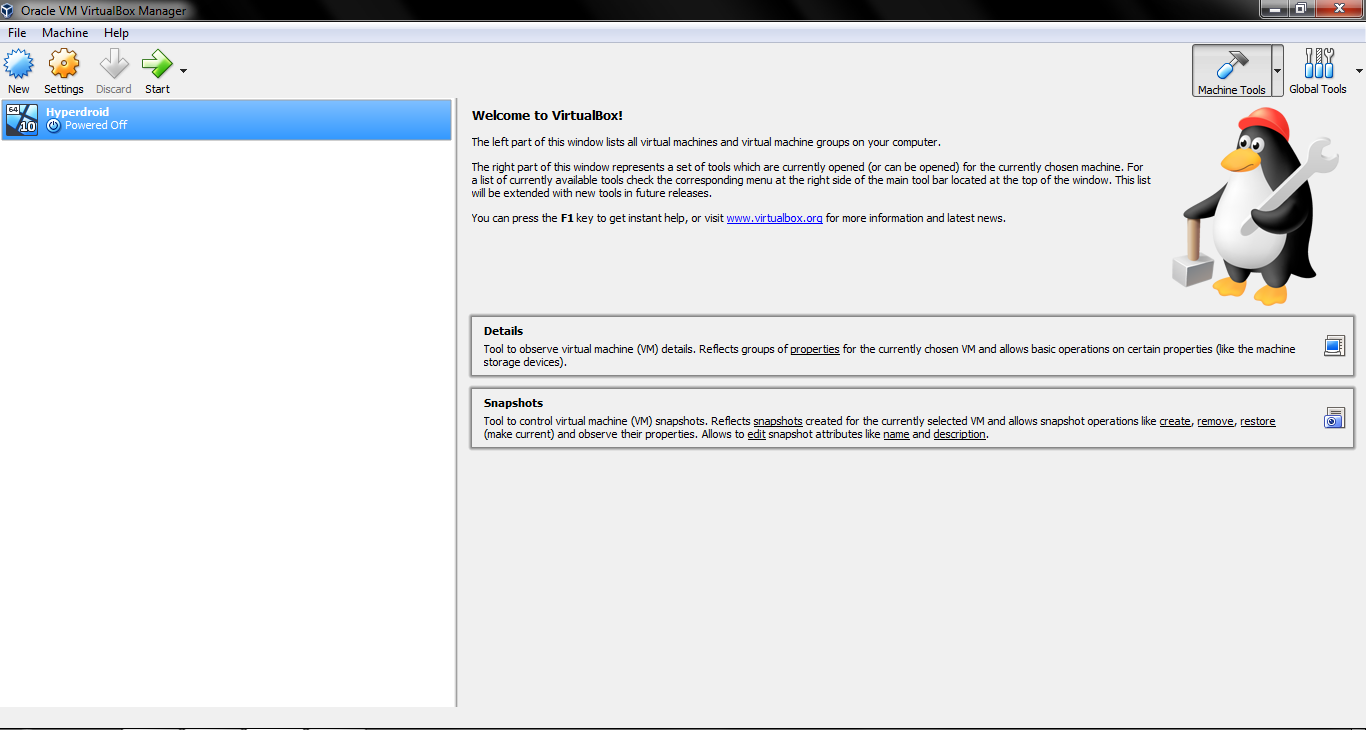 Oracle VM VirtualBox Manager
File Machine Help
New Settings Discard Start Machine Tools Global Tools
64
10
Hyperdroid
Powered Off
Welcome to VirtualBox!
The left part of this window lists all virtual machines and virtual machine groups on your computer.
The right part of this window represents a set of tools which are currently opened (or can be opened) for the currently chosen machine. For
a list of currently available tools check the corresponding menu at the right side of the main tool bar located at the top of the window. This list
will be extended with new tools in future releases.
You can press the F1 key to get instant help, or visit www.virtualbox.org for more information and latest news.
Details
Tool to observe virtual machine (VM) details. Reflects groups of properties for the currently chosen VM and allows basic operations on certain properties (like the machine
storage devices).
Snapshots
Tool to control virtual machine (VM) snapshots. Reflects snapshots created for the currently selected VM and allows snapshot operations like create, remove, restore
(make current) and observe their properties. Allows to edit snapshot attributes like name and description.